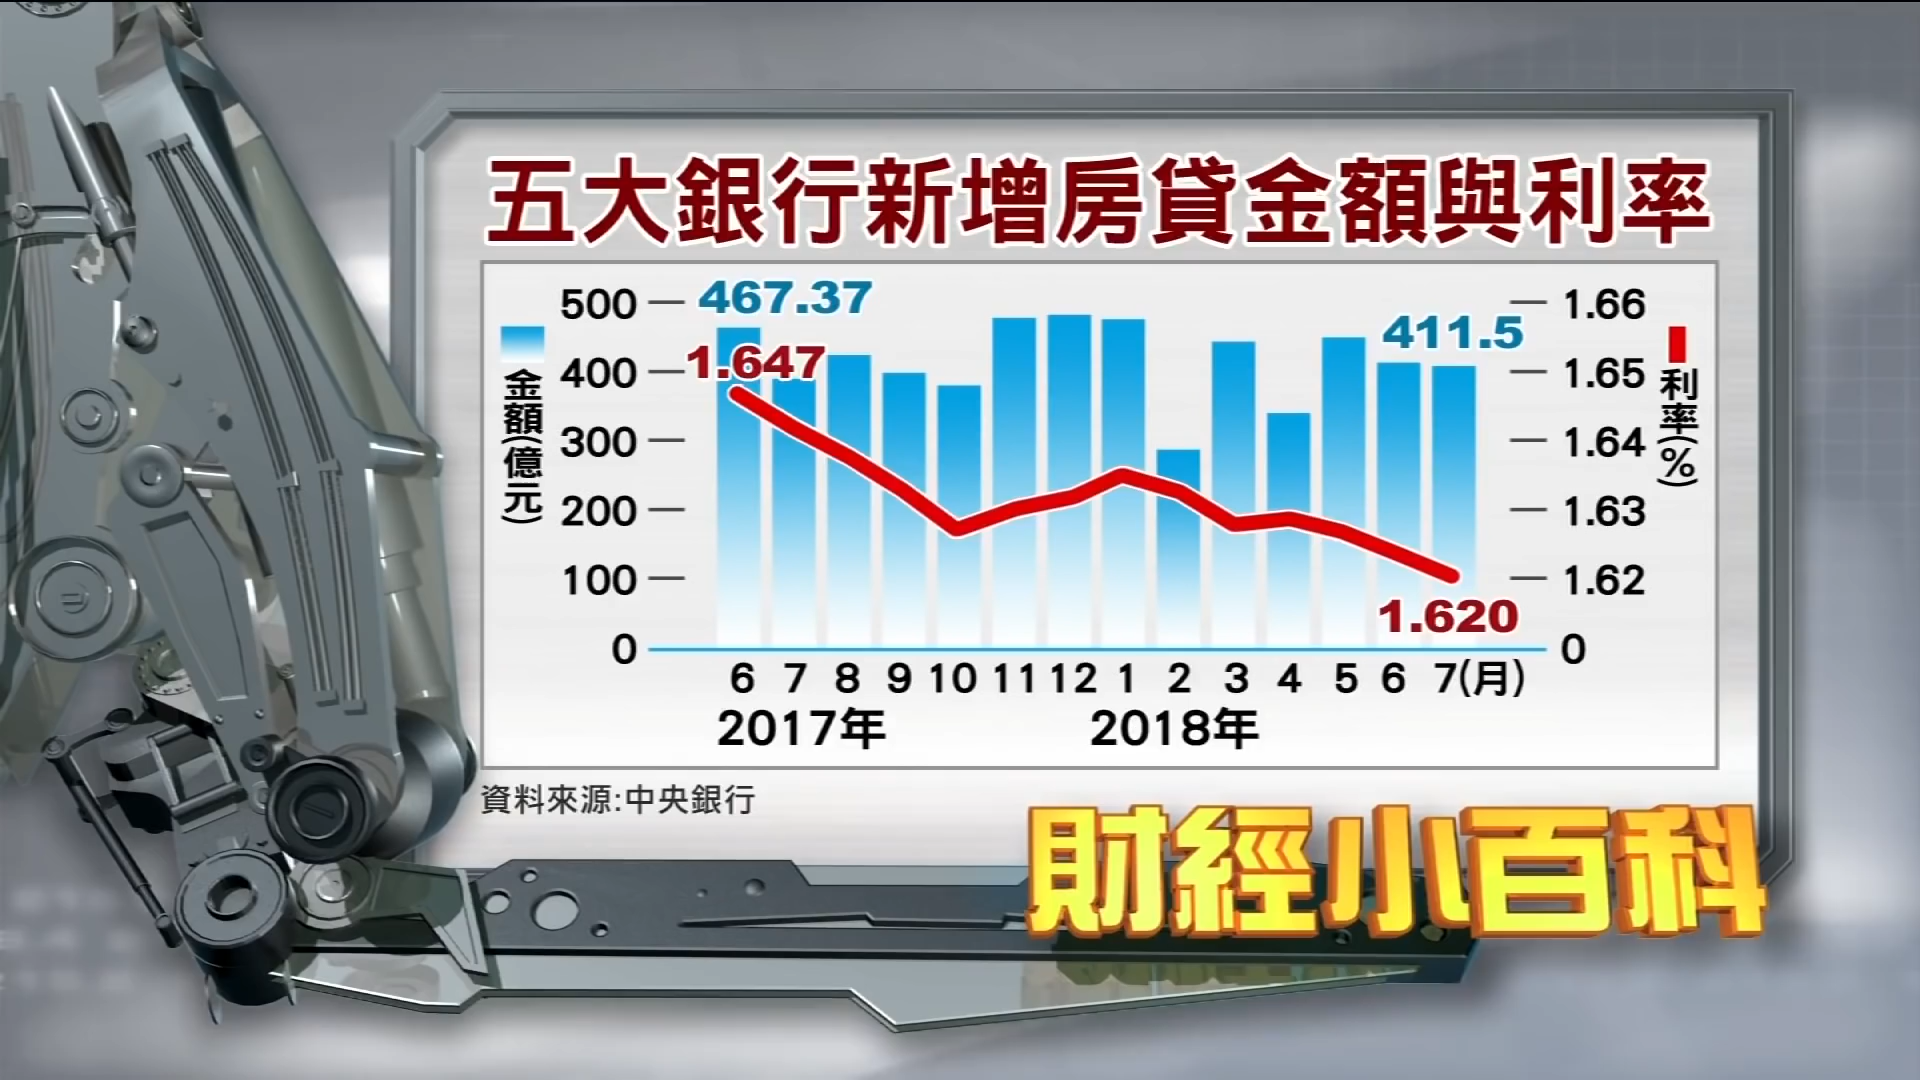 五大銀行新增房貸金額與利率
金額(億元)
500
400
300
200
100
0
467.37
1.647
411.5
1.620
1.66
1.65
1.64
1.63
1.62
0
利率(%)
6 7 8 9 10 11 12 1 2 3 4 5 6 7(月)
2017年 2018年
資料來源:中央銀行
財經小百科